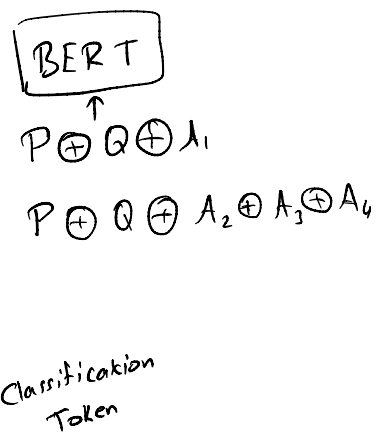 BERT
↑
P ⊕ Q ⊕ A₁
P ⊕ Q ⊕ A₂ ⊕ A₃ ⊕ A₄
Classification
Token